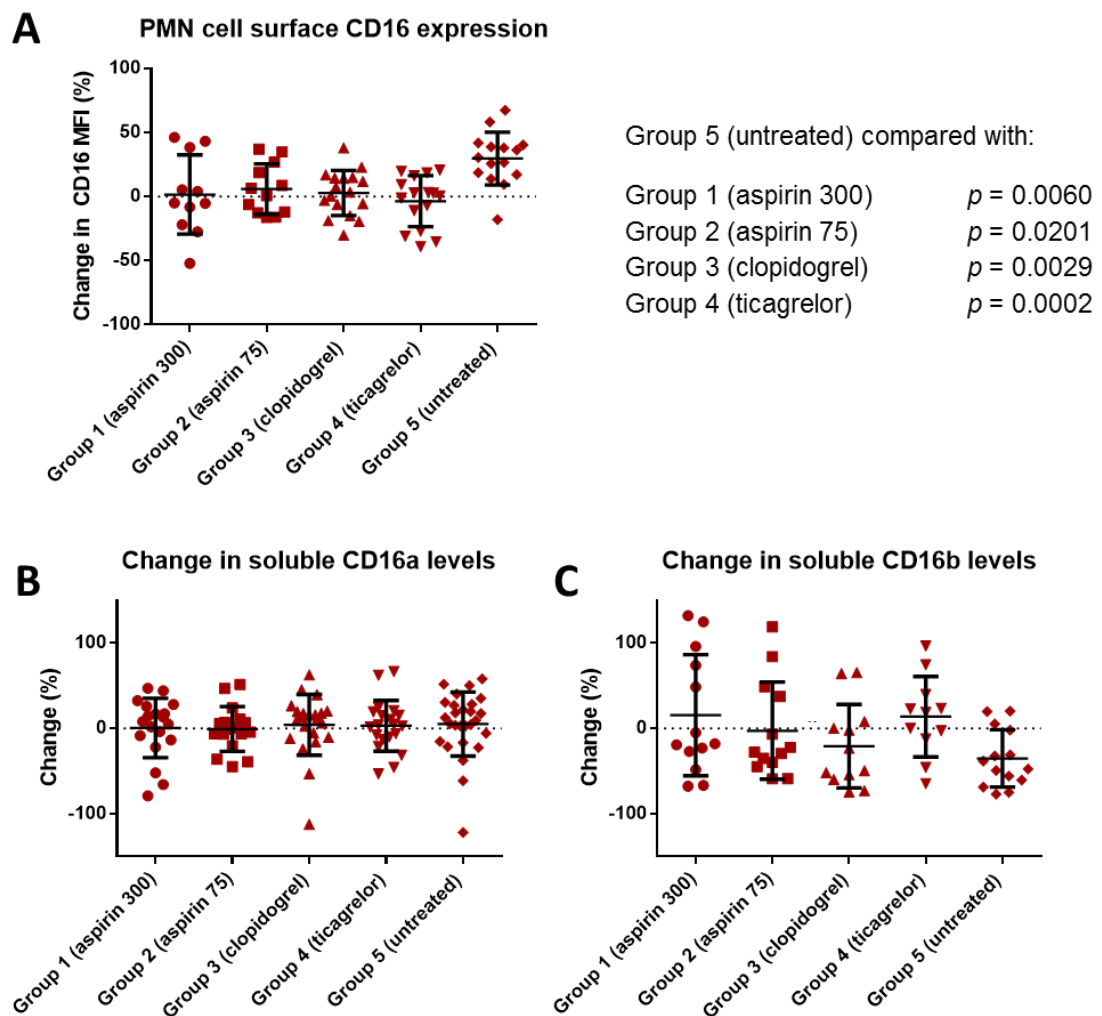 A
PMN cell surface CD16 expression
Change in CD16 MFI (%)
100
50
0
-50
-100
Group 1 (aspirin 300)
Group 2 (aspirin 75)
Group 3 (clopidogrel)
Group 4 (ticagrelor)
Group 5 (untreated)
Group 5 (untreated) compared with:
Group 1 (aspirin 300) p = 0.0060
Group 2 (aspirin 75) p = 0.0201
Group 3 (clopidogrel) p = 0.0029
Group 4 (ticagrelor) p = 0.0002
B
Change in soluble CD16a levels
Change (%)
100
0
-100
Group 1 (aspirin 300)
Group 2 (aspirin 75)
Group 3 (clopidogrel)
Group 4 (ticagrelor)
Group 5 (untreated)
C
Change in soluble CD16b levels
Change (%)
100
0
-100
Group 1 (aspirin 300)
Group 2 (aspirin 75)
Group 3 (clopidogrel)
Group 4 (ticagrelor)
Group 5 (untreated)